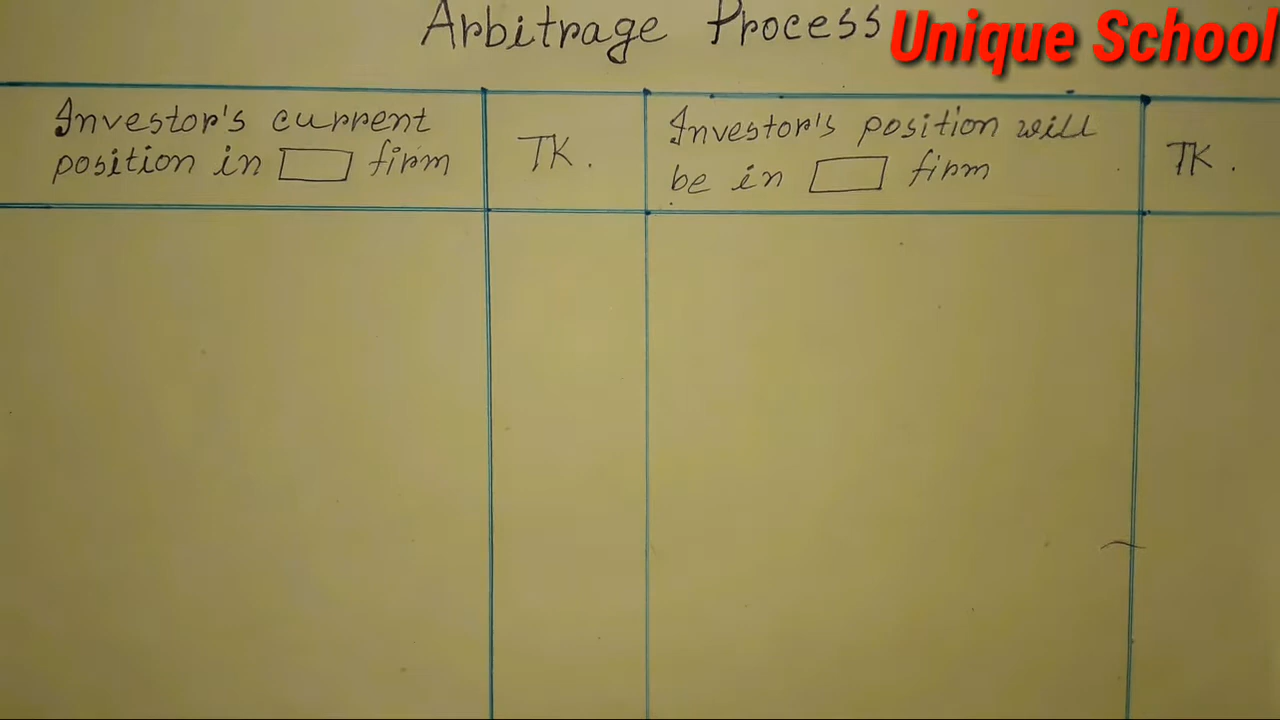 Arbitrage Process
Unique School
Investor's current
position in firm
TK.
Investor's position will
be in firm
TK.